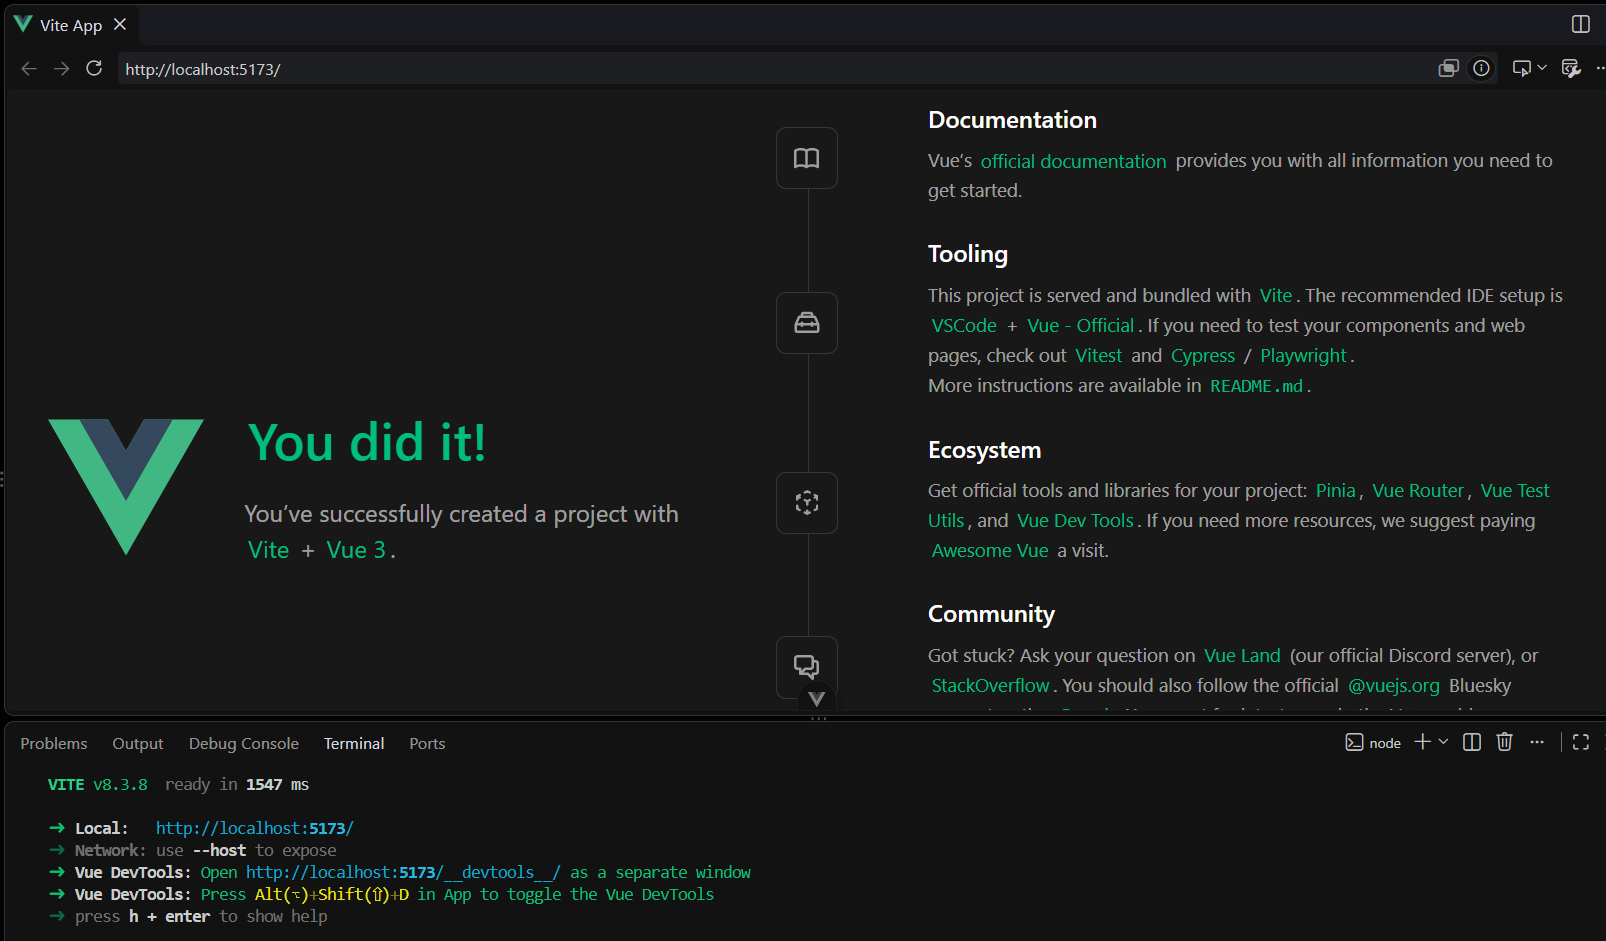 Vite App
http://localhost:5173/
Documentation
Vue’s official documentation provides you with all information you need to
get started.
Tooling
This project is served and bundled with Vite. The recommended IDE setup is
VSCode + Vue - Official. If you need to test your components and web
pages, check out Vitest and Cypress / Playwright.
More instructions are available in README.md.
You did it!
You’ve successfully created a project with
Vite + Vue 3.
Ecosystem
Get official tools and libraries for your project: Pinia, Vue Router, Vue Test
Utils, and Vue Dev Tools. If you need more resources, we suggest paying
Awesome Vue a visit.
Community
Got stuck? Ask your question on Vue Land (our official Discord server), or
StackOverflow. You should also follow the official @vuejs.org Bluesky
Problems Output Debug Console Terminal Ports
node
VITE v8.3.8 ready in 1547 ms
➜ Local: http://localhost:5173/
➜ Network: use --host to expose
➜ Vue DevTools: Open http://localhost:5173/__devtools__/ as a separate window
➜ Vue DevTools: Press Alt(⌥)+Shift(⇧)+D in App to toggle the Vue DevTools
➜ press h + enter to show help